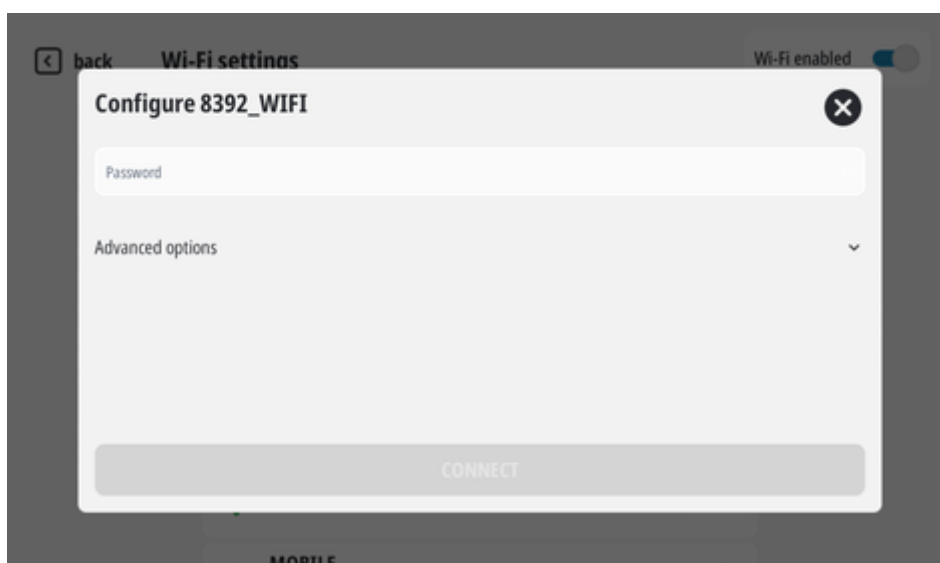 back Wi-Fi settings Wi-Fi enabled
Configure 8392_WIFI
Password
Advanced options
CONNECT
MOBILE